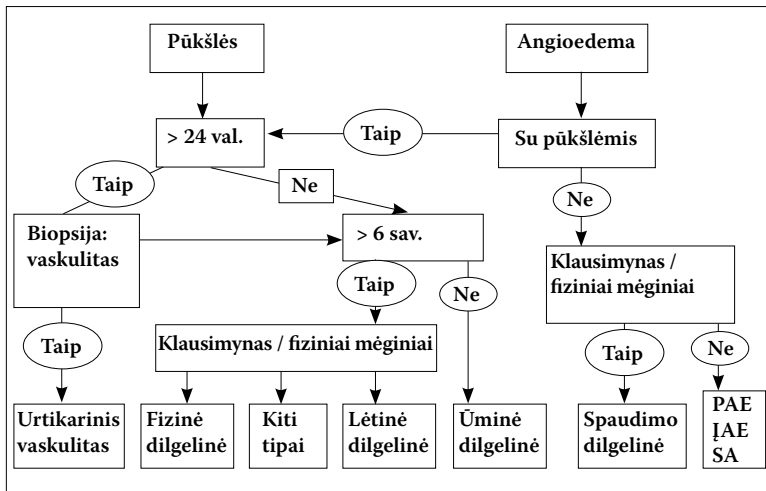 Pūkšlės
Angioedema
> 24 val.
Taip
Su pūkšlėmis
Taip
Ne
Ne
Biopsija:
vaskulitas
> 6 sav.
Klausimynas /
fiziniai mėginiai
Taip
Ne
Taip
Klausimynas / fiziniai mėginiai
Taip
Ne
Urtikarinis
vaskulitas
Fizinė
dilgelinė
Kiti
tipai
Lėtinė
dilgelinė
Ūminė
dilgelinė
Spaudimo
dilgelinė
PAE
ĮAE
SA